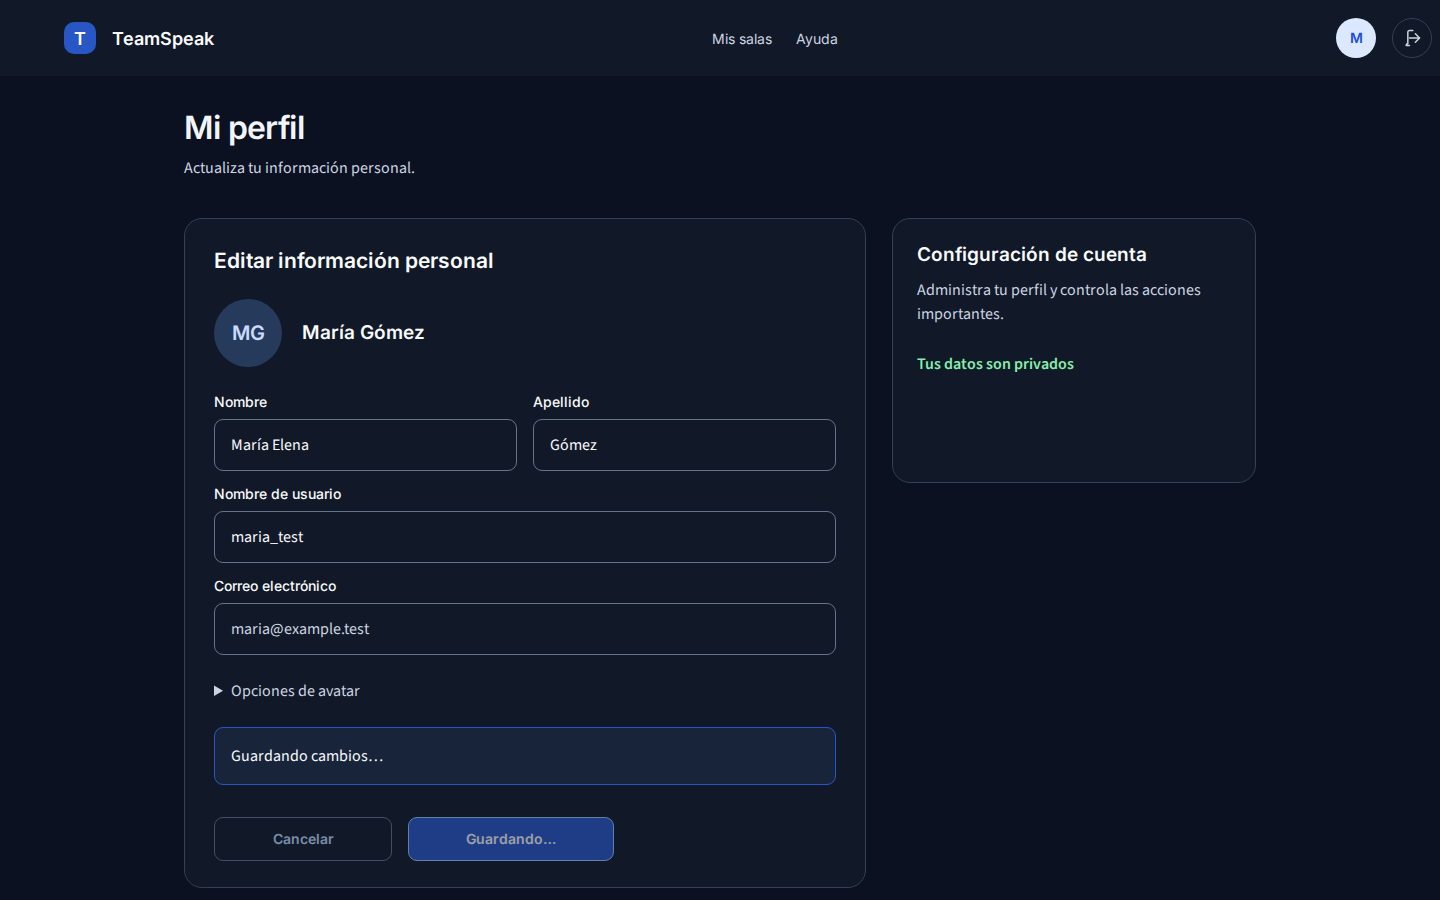 T TeamSpeak
Mis salas Ayuda
M
Mi perfil
Actualiza tu información personal.
Editar información personal
MG María Gómez
Nombre Apellido
María Elena Gómez
Nombre de usuario
maria_test
Correo electrónico
maria@example.test
Opciones de avatar
Guardando cambios…
Cancelar Guardando…
Configuración de cuenta
Administra tu perfil y controla las acciones
importantes.
Tus datos son privados